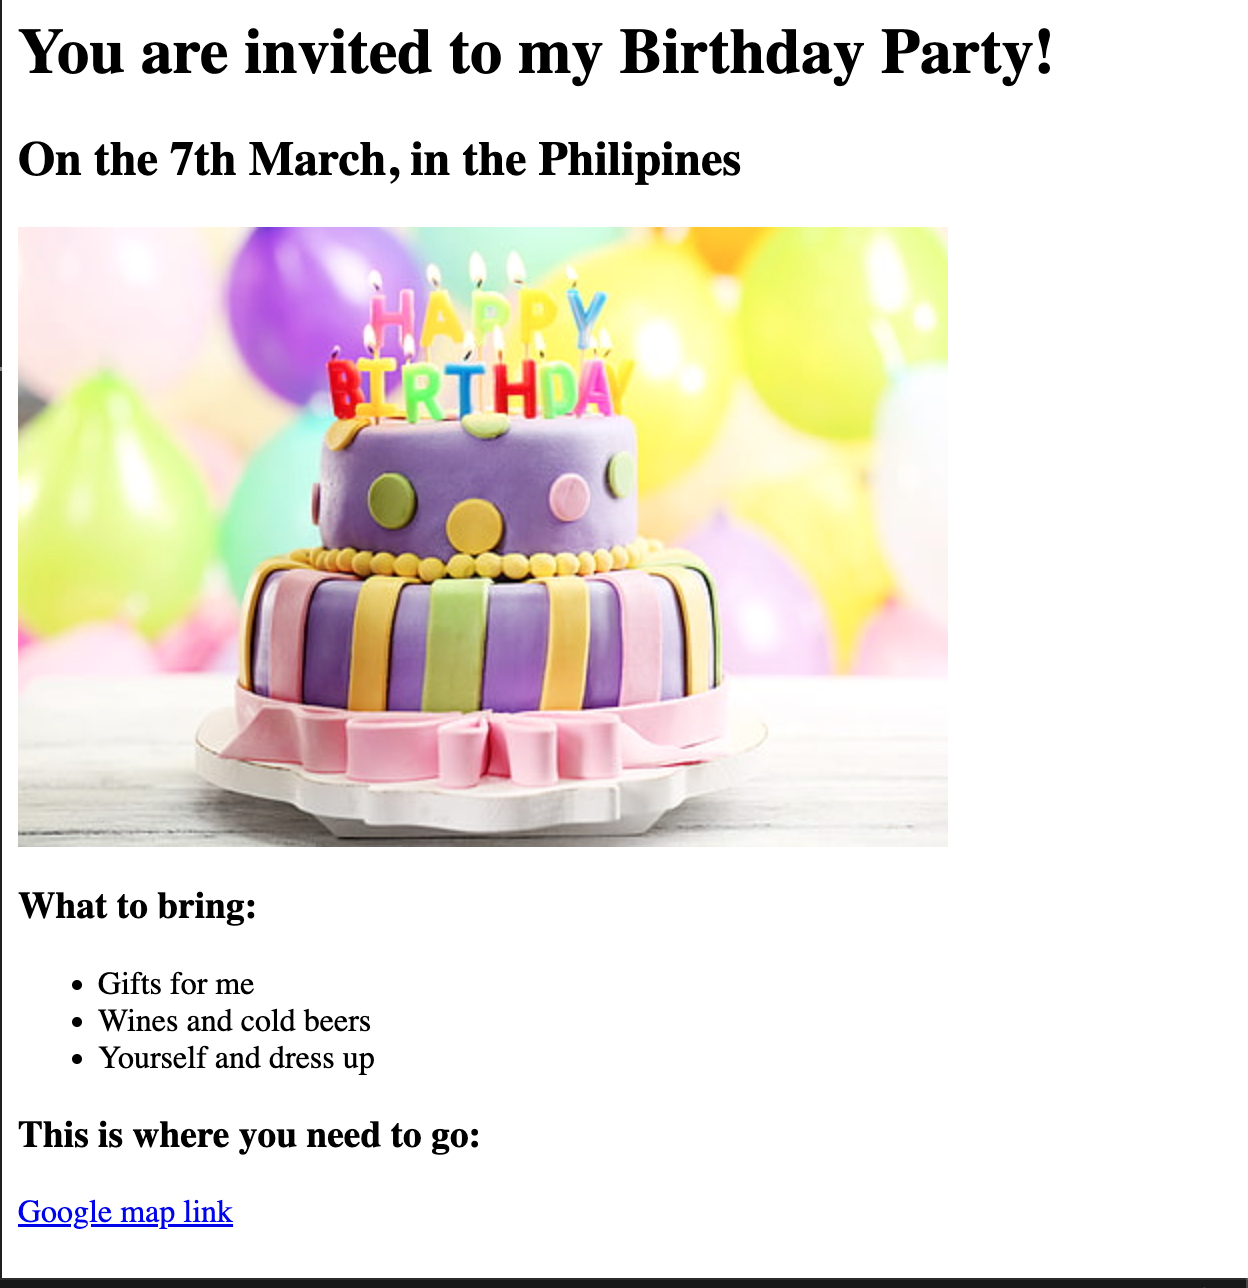 You are invited to my Birthday Party!
On the 7th March, in the Philipines
HAPPY
BIRTHDAY
What to bring:
Gifts for me
Wines and cold beers
Yourself and dress up
This is where you need to go:
Google map link